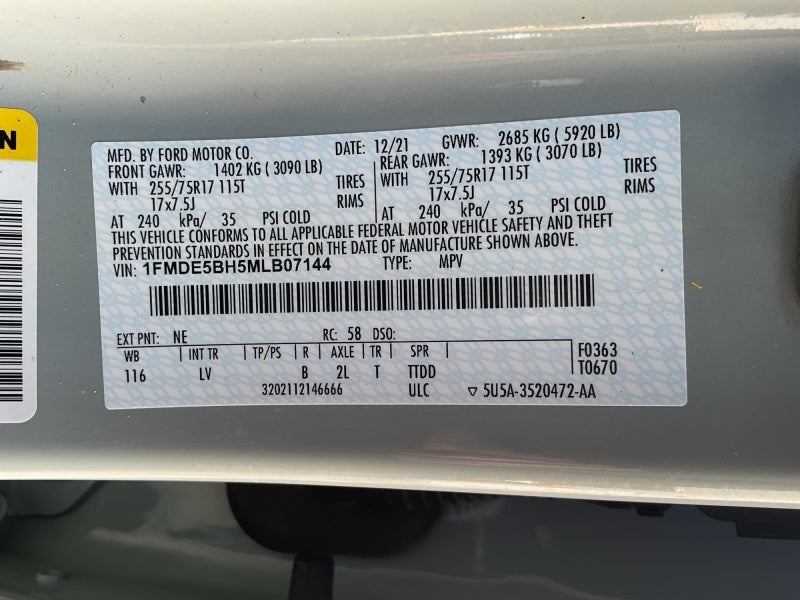 N
MFD. BY FORD MOTOR CO. DATE: 12/21 GVWR: 2685 KG ( 5920 LB)
FRONT GAWR: 1402 KG ( 3090 LB) REAR GAWR: 1393 KG ( 3070 LB)
WITH 255/75R17 115T TIRES WITH 255/75R17 115T TIRES
17x7.5J RIMS 17x7.5J RIMS
AT 240 kPa/ 35 PSI COLD AT 240 kPa/ 35 PSI COLD
THIS VEHICLE CONFORMS TO ALL APPLICABLE FEDERAL MOTOR VEHICLE SAFETY AND THEFT
PREVENTION STANDARDS IN EFFECT ON THE DATE OF MANUFACTURE SHOWN ABOVE.
VIN: 1FMDE5BH5MLB07144 TYPE: MPV
EXT PNT: NE RC: 58 DSO:
WB INT TR TP/PS R AXLE TR SPR F0363
116 LV B 2L T TTDD T0670
3202112146666 ULC ▽ 5U5A-3520472-AA